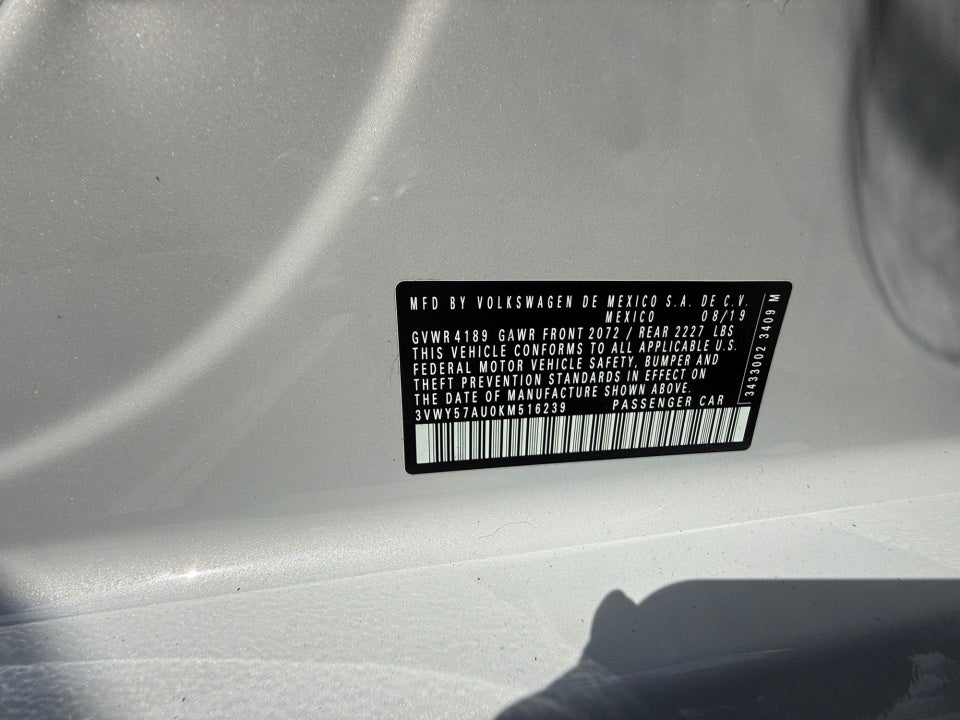 MFD BY VOLKSWAGEN DE MEXICO S.A. DE C.V.
MEXICO 08/19
GVWR 4189 GAWR FRONT 2072 / REAR 2227 LBS
THIS VEHICLE CONFORMS TO ALL APPLICABLE U.S.
FEDERAL MOTOR VEHICLE SAFETY, BUMPER AND
THEFT PREVENTION STANDARDS IN EFFECT ON
THE DATE OF MANUFACTURE SHOWN ABOVE.
3VWY57AU0KM516239 PASSENGER CAR
3433002 3409 M